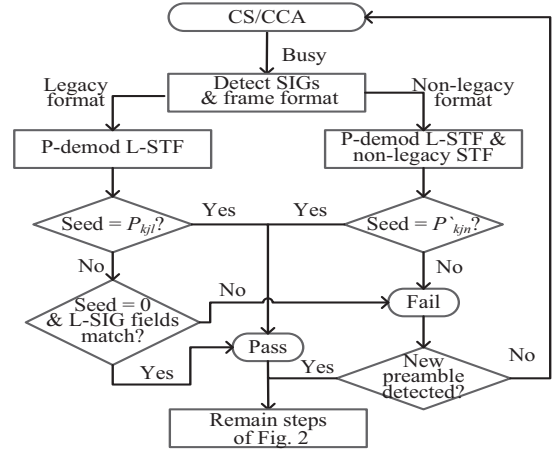 CS/CCA
Busy
Legacy
format
Detect SIGs
& frame format
Non-legacy
format
P-demod L-STF
P-demod L-STF &
non-legacy STF
Seed = Pkjl?
Yes
Yes
Seed = P`kjn?
No
No
Seed = 0
& L-SIG fields
match?
No
Fail
Pass
Yes
Yes
New
preamble
detected?
No
Remain steps
of Fig. 2